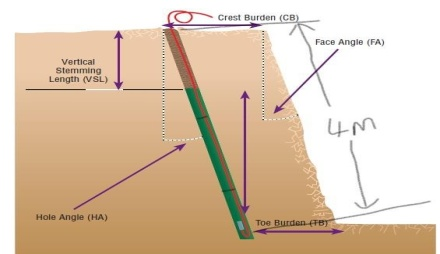 Crest Burden (CB)
Face Angle (FA)
Vertical
Stemming
Length (VSL)
4M
Hole Angle (HA)
Toe Burden (TB)